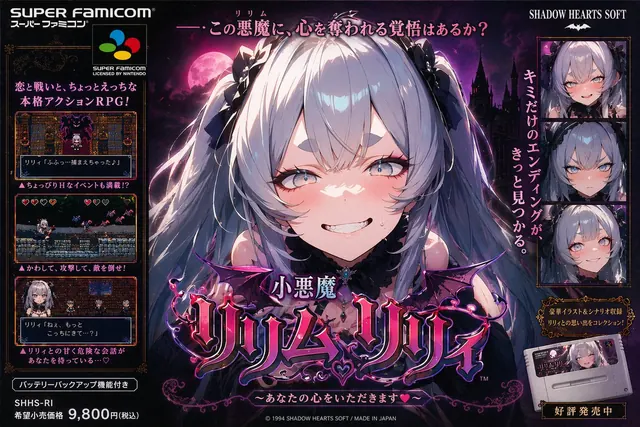 SUPER FAMICOM
スーパーファミコン
SUPER FAMICOM
LICENSED BY NINTENDO
恋と戦いと、ちょっとえっちな
本格アクションRPG!
リリィ「ふふっ…捕まえちゃった♪」
▲ちょっぴりHなイベントも満載!?
▲かわして、攻撃して、敵を倒せ!
リリィ「ねぇ、もっと
こっちにきて…?」
▲リリィとの甘く危険な会話が
あなたを待っている…♡
バッテリーバックアップ機能付き
SHHS-RI
希望小売価格 9,800円(税込)
リリム
――この悪魔に、心を奪われる覚悟はあるか?
小悪魔
リリム リリィ
™
~あなたの心をいただきます♥~
© 1994 SHADOW HEARTS SOFT / MADE IN JAPAN
SHADOW HEARTS SOFT
キミだけのエンディングが、
きっと見つかる。
豪華イラスト&シナリオ収録
リリィとの思い出をコレクション!
リリム リリィ
好評発売中